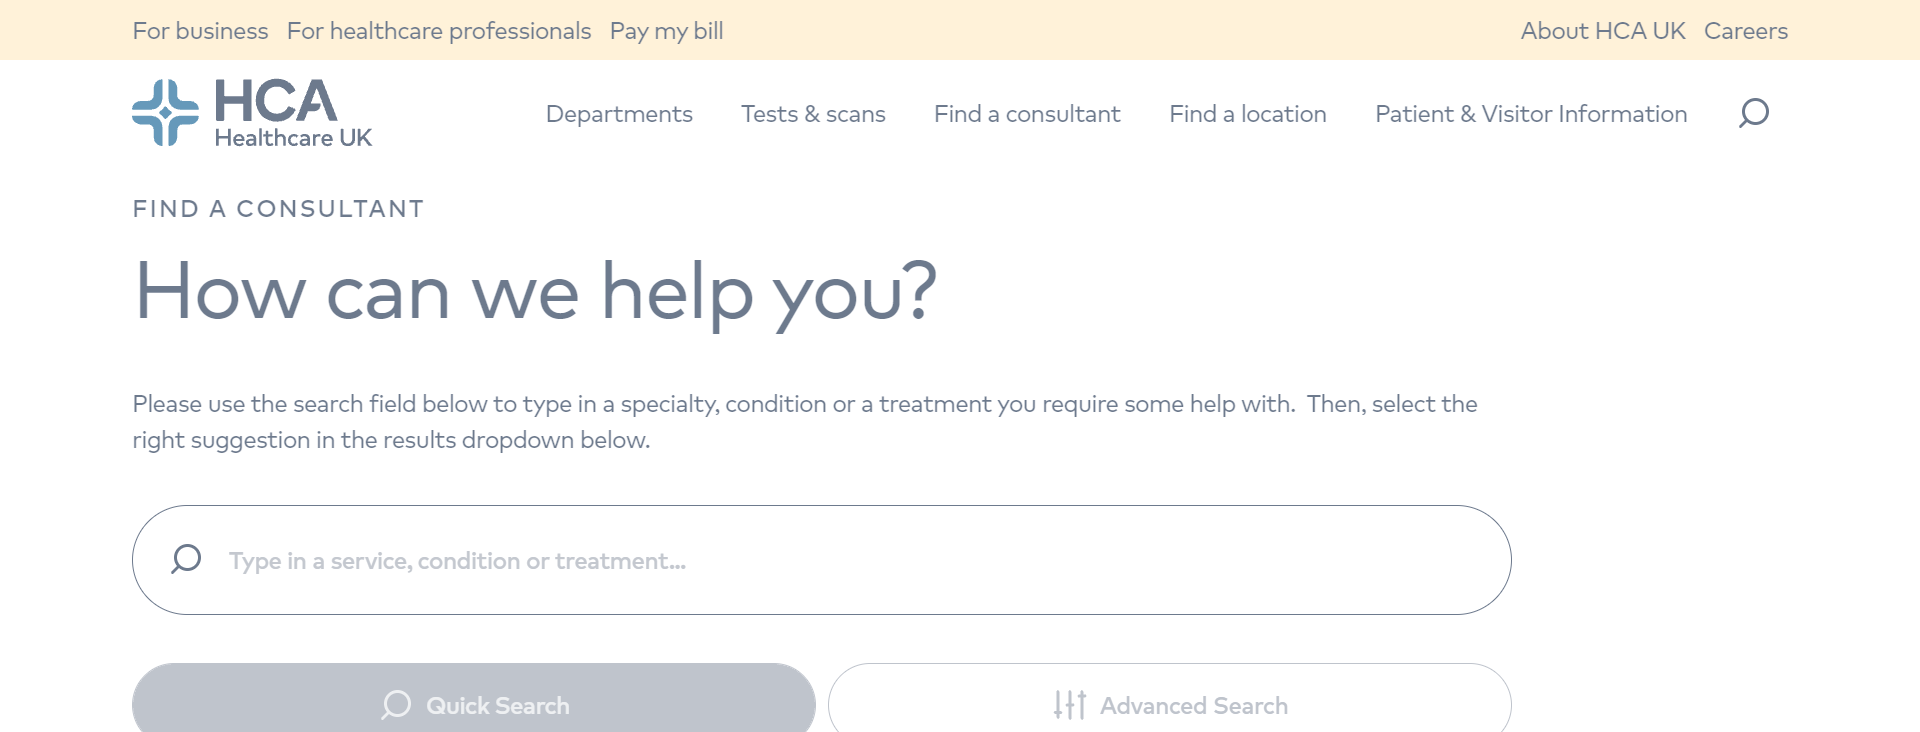 For business For healthcare professionals Pay my bill About HCA UK Careers
HCA
Healthcare UK
Departments Tests & scans Find a consultant Find a location Patient & Visitor Information
FIND A CONSULTANT
How can we help you?
Please use the search field below to type in a specialty, condition or a treatment you require some help with. Then, select the
right suggestion in the results dropdown below.
Type in a service, condition or treatment...
Quick Search Advanced Search